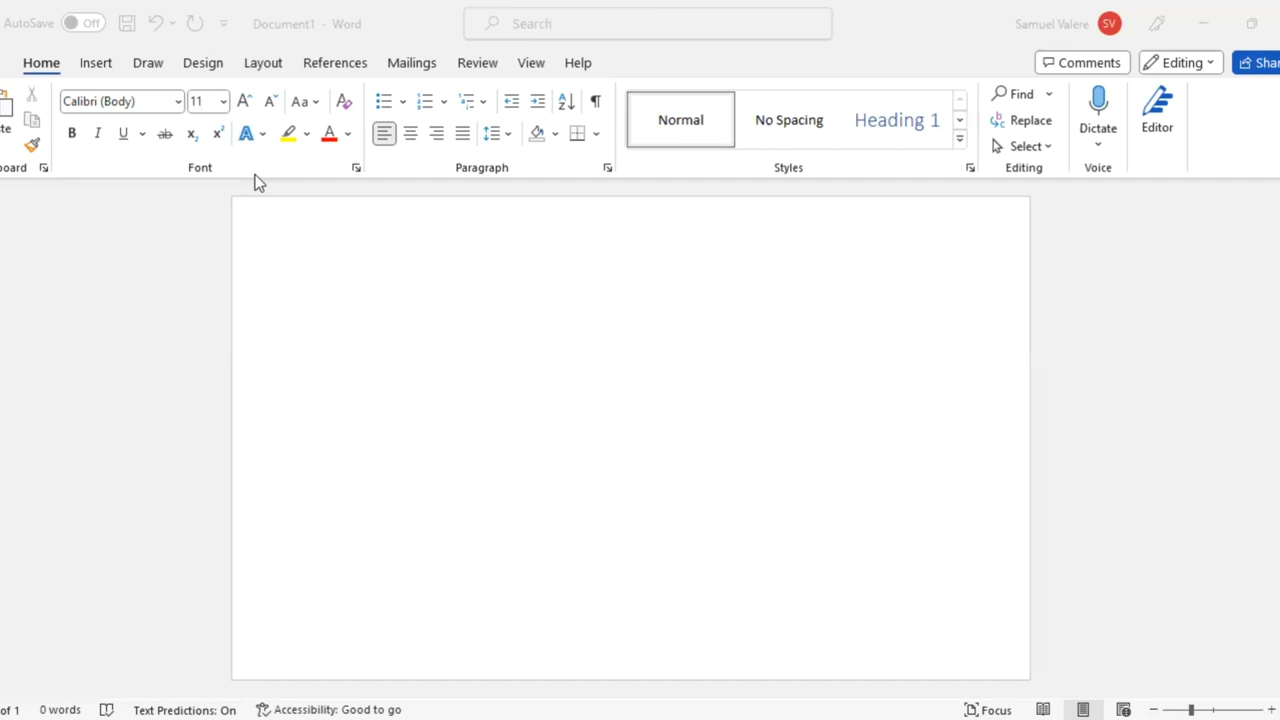 AutoSave Off Document1 - Word Search Samuel Valere SV
Home Insert Draw Design Layout References Mailings Review View Help Comments Editing Shar
Calibri (Body) 11 Aa Normal No Spacing Heading 1 Find
Replace
Select
ste
Dictate
Editor
oard Font Paragraph Styles Editing Voice
of 1 0 words Text Predictions: On Accessibility: Good to go Focus